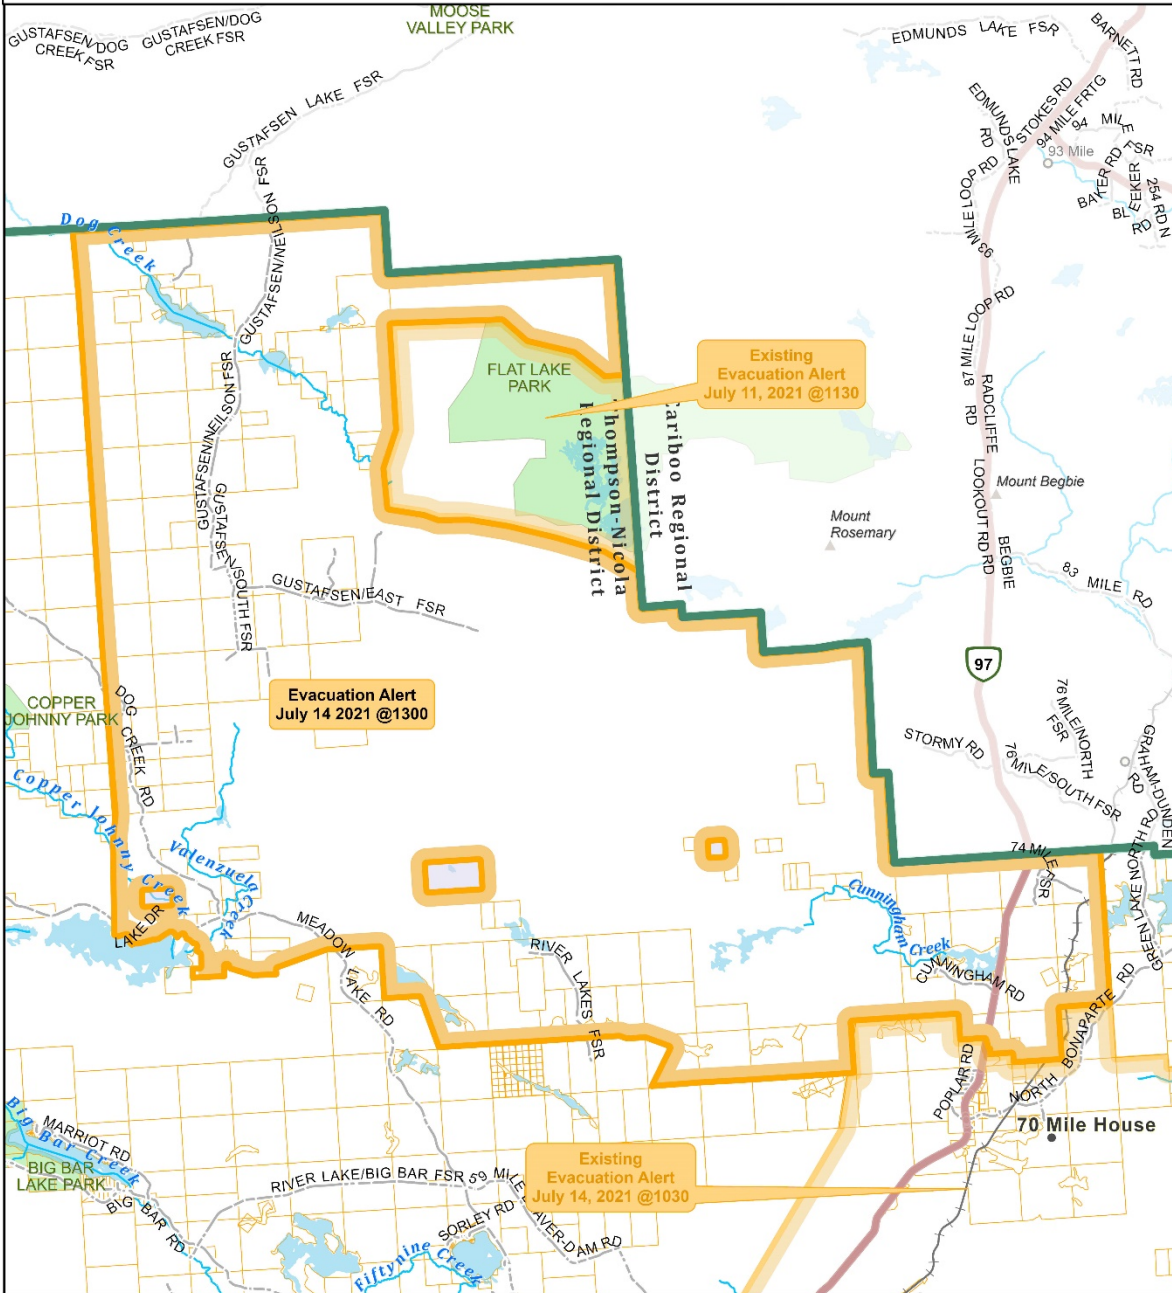 MOOSE
VALLEY PARK
GUSTAFSEN/DOG
CREEK FSR
GUSTAFSEN/DOG
CREEK FSR
EDMUNDS LAKE FSR
BARNETT RD
GUSTAFSEN LAKE FSR
EDMUNDS LAKE
RD
STOKES RD
94 MILE FRTG
94 MILE
FSR
93 Mile
BAKER RD
BLEEKER
RD
254 RD N
93 MILE LOOP RD
Dog Creek
GUSTAFSEN/NEILSON FSR
87 MILE LOOP RD
RD
Existing
Evacuation Alert
July 11, 2021 @1130
FLAT LAKE
PARK
GUSTAFSEN/NEILSON FSR
RADCLIFFE
LOOKOUT RD RD
BEGBIE
Thompson-Nicola
Regional District
Cariboo Regional
District
Mount Begbie
Mount
Rosemary
GUSTAFSEN/SOUTH FSR
GUSTAFSEN/EAST FSR
83 MILE RD
97
Evacuation Alert
July 14 2021 @1300
COPPER
JOHNNY PARK
DOG CREEK RD
STORMY RD
76 MILE/NORTH
FSR
76 MILE/SOUTH FSR
GRAHAM-DUNDEN
RD
Copper Johnny Creek
Valenzuela
Creek
74 MILE FSR
LAKE DR
MEADOW LAKE RD
RIVER LAKES FSR
Cunningham
Creek
CUNNINGHAM RD
GREEN LAKE NORTH RD
NORTH BONAPARTE RD
POPLAR RD
70 Mile House
Big Bar Creek
MARRIOT RD
BIG BAR
LAKE PARK
BIG BAR RD
RIVER LAKE/BIG BAR FSR
59 MILE BEAVER-DAM RD
Existing
Evacuation Alert
July 14, 2021 @1030
SORLEY RD
Fiftynine Creek